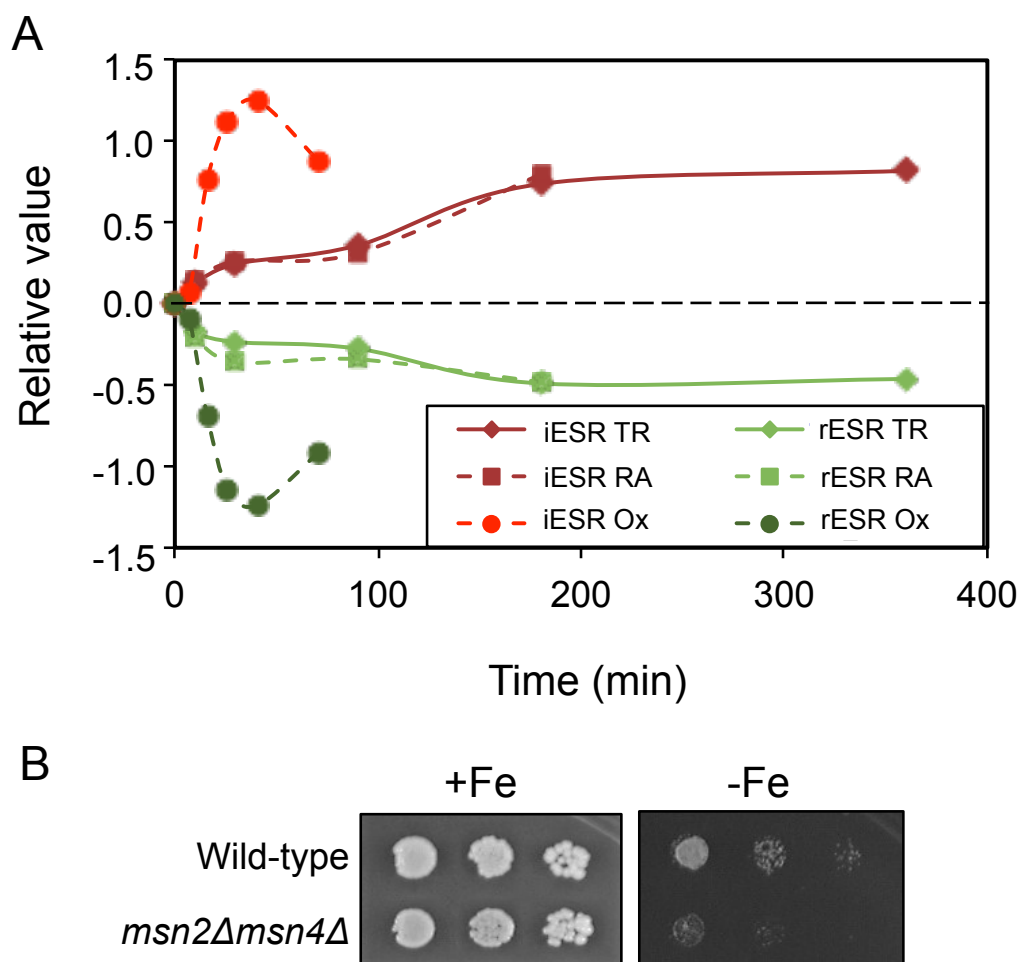 A
Relative value
1.5
1.0
0.5
0.0
-0.5
-1.0
-1.5
iESR TR
rESR TR
iESR RA
rESR RA
iESR Ox
rESR Ox
0
100
200
300
400
Time (min)
B
+Fe
-Fe
Wild-type
msn2Δmsn4Δ